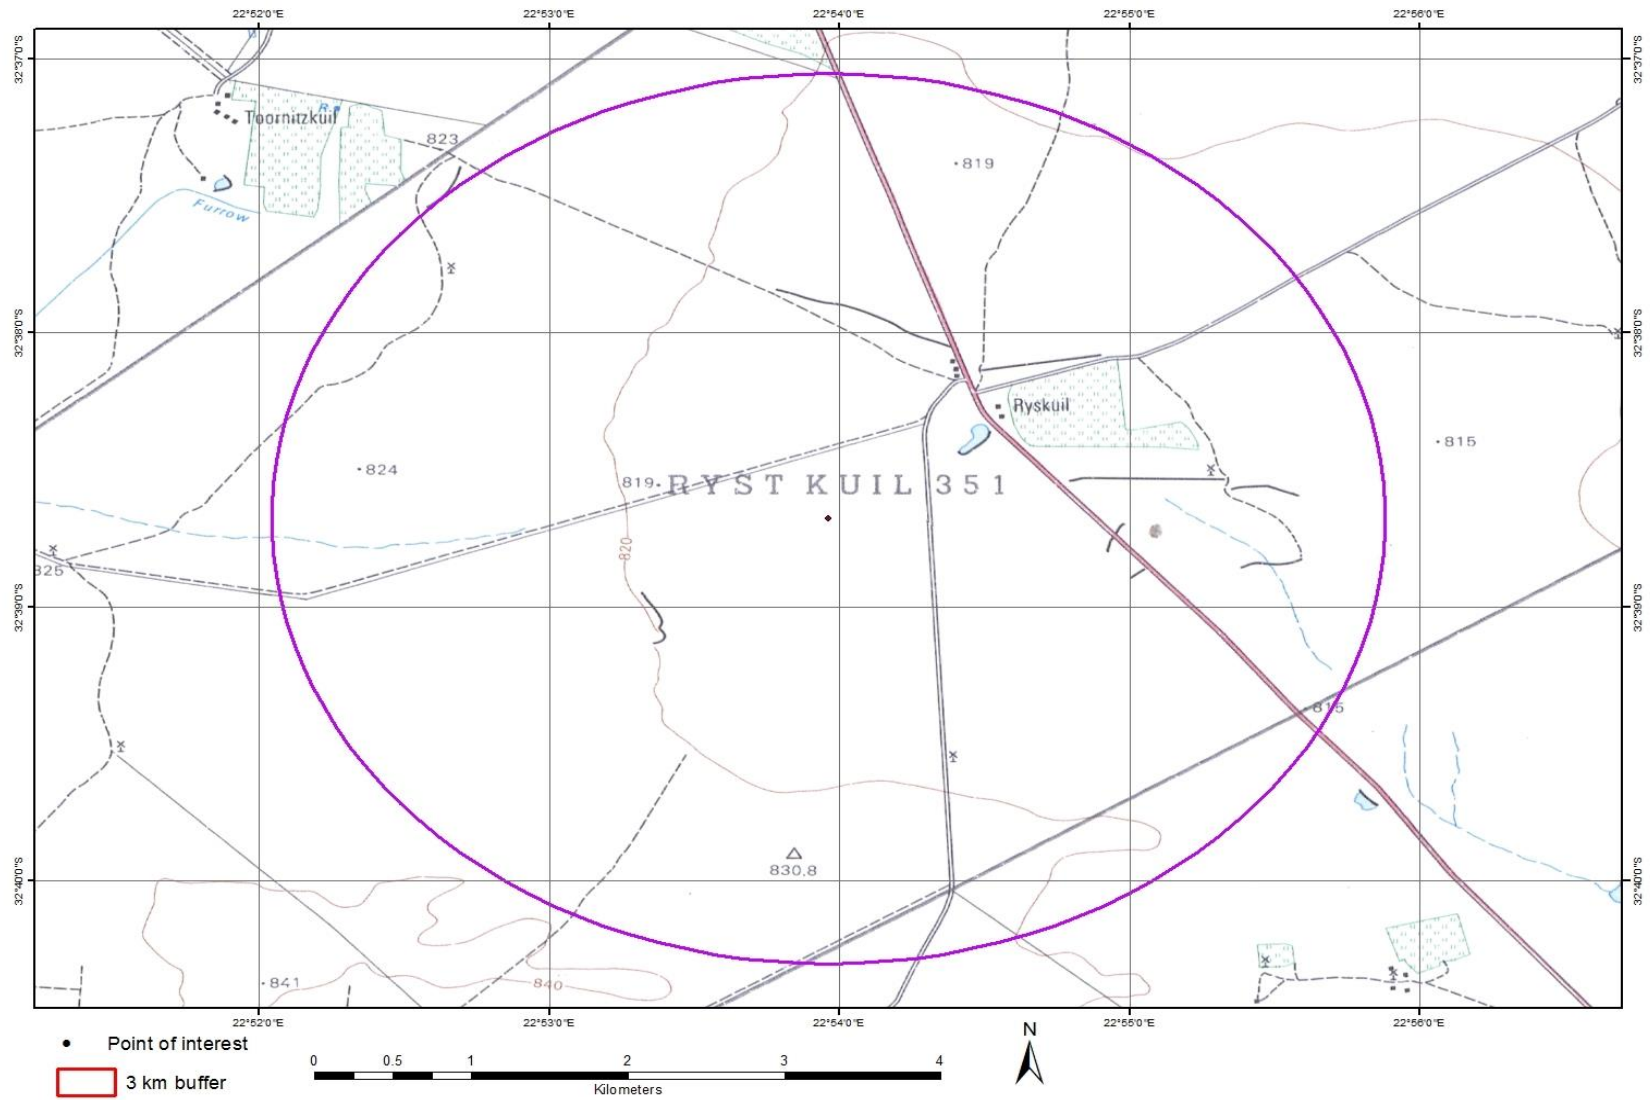 22°52'0"E 22°53'0"E 22°54'0"E 22°55'0"E 22°56'0"E
32°37'0"S 32°37'0"S
R.
Toornitzkuil
823
819
Furrow
32°38'0"S 32°38'0"S
Ryskuil
824
815
819
RYST KUIL 351
820
825
32°39'0"S 32°39'0"S
815
830,8
32°40'0"S 32°40'0"S
841
840
22°52'0"E 22°53'0"E 22°54'0"E 22°55'0"E 22°56'0"E
Point of interest
3 km buffer
0 0.5 1 2 3 4
Kilometers
N